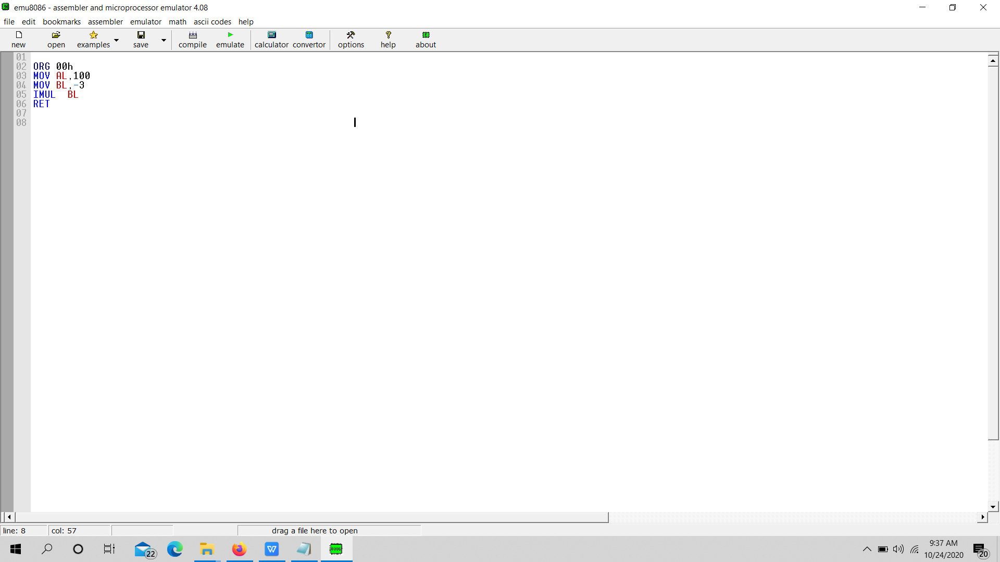 emu8086 - assembler and microprocessor emulator 4.08
file edit bookmarks assembler emulator math ascii codes help
new open examples save compile emulate calculator convertor options help about
01
02 ORG 00h
03 MOV AL,100
04 MOV BL,-3
05 IMUL  BL
06 RET
07
08
line: 8 col: 57 drag a file here to open
22 W 8086 9:37 AM
10/24/2020 20